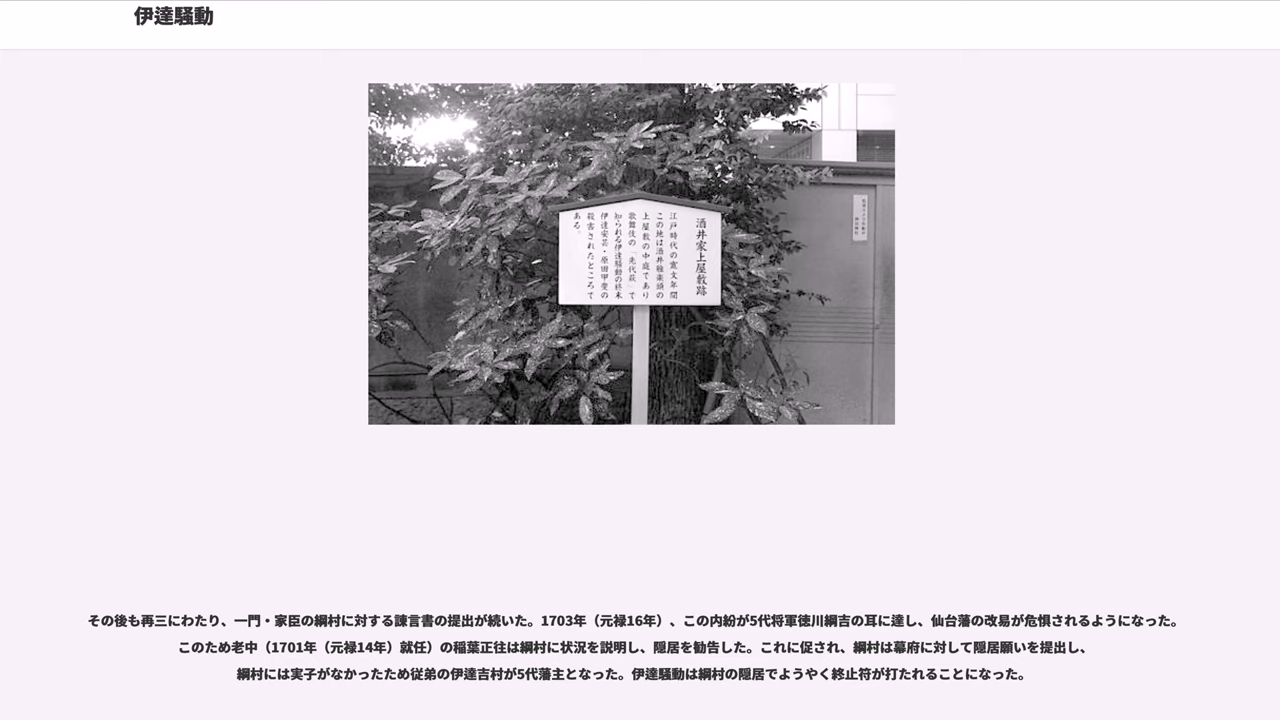 伊達騒動
酒井家上屋敷跡
江戸時代の寛文年間
この地は酒井雅楽頭の
上屋敷の中庭であり
歌舞伎の「先代萩」で
知られる伊達騒動の終末
伊達安芸・原田甲斐の
殺害されたところで
ある。
その後も再三にわたり、一門・家臣の綱村に対する諌言書の提出が続いた。1703年（元禄16年）、この内紛が5代将軍徳川綱吉の耳に達し、仙台藩の改易が危惧されるようになった。
このため老中（1701年（元禄14年）就任）の稲葉正往は綱村に状況を説明し、隠居を勧告した。これに促され、綱村は幕府に対して隠居願いを提出し、
綱村には実子がなかったため従弟の伊達吉村が5代藩主となった。伊達騒動は綱村の隠居でようやく終止符が打たれることになった。